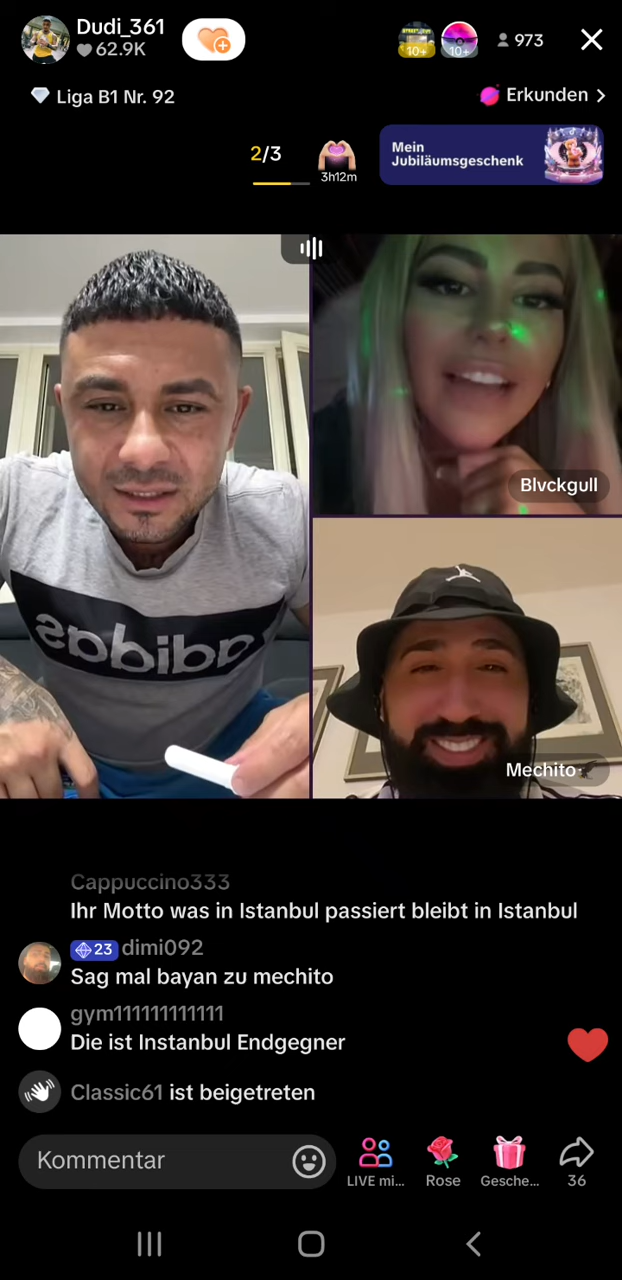 Dudi_361
62.9K
10+
10+
973
Liga B1 Nr. 92
Erkunden
2/3
3h12m
Mein
Jubiläumsgeschenk
adidas
Blvckgull
Mechito
Cappuccino333
Ihr Motto was in Istanbul passiert bleibt in Istanbul
23 dimi092
Sag mal bayan zu mechito
gym111111111111
Die ist Instanbul Endgegner
Classic61 ist beigetreten
Kommentar
LIVE mi...
Rose
Gesche...
36